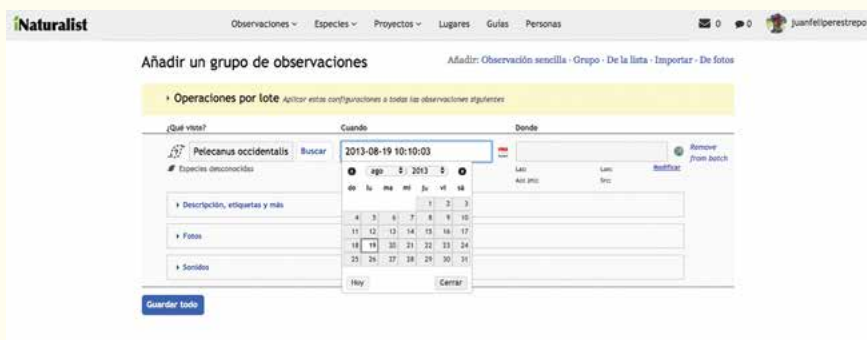 iNaturalist
Observaciones Especies Proyectos Lugares Guías Personas
0 0 juanfeliperestrepo
Añadir un grupo de observaciones
Añadir: Observación sencilla · Grupo · De la lista · Importar · De fotos
Operaciones por lote Aplicar estas configuraciones a todas las observaciones siguientes
¿Qué viste? Cuando Donde
Pelecanus occidentalis Buscar 2013-08-19 10:10:03 Remove from batch
Especies desconocidas Lat: Lon: Modificar
ago 2013
do lu ma mi ju vi sá
1 2 3
4 5 6 7 8 9 10
11 12 13 14 15 16 17
18 19 20 21 22 23 24
25 26 27 28 29 30 31
Hoy Cerrar
Descripción, etiquetas y más
Fotos
Sonidos
Guardar todo